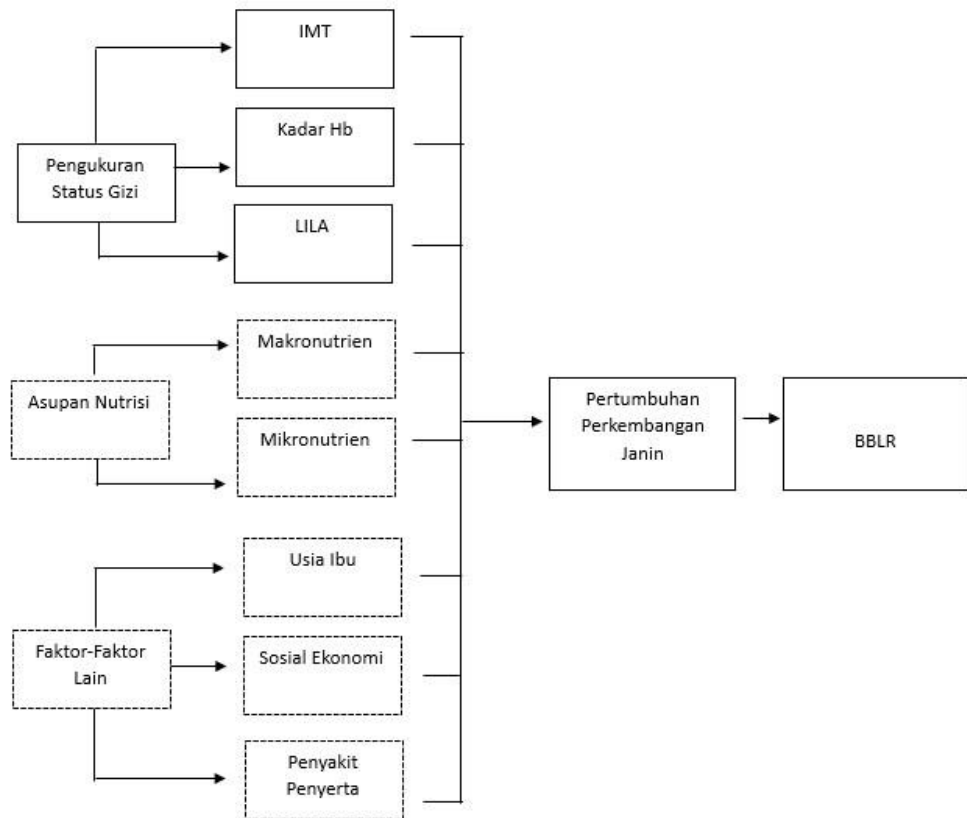 IMT
Kadar Hb
Pengukuran
Status Gizi
LILA
Makronutrien
Asupan Nutrisi
Mikronutrien
Pertumbuhan
Perkembangan
Janin
BBLR
Usia Ibu
Faktor-Faktor
Lain
Sosial Ekonomi
Penyakit
Penyerta